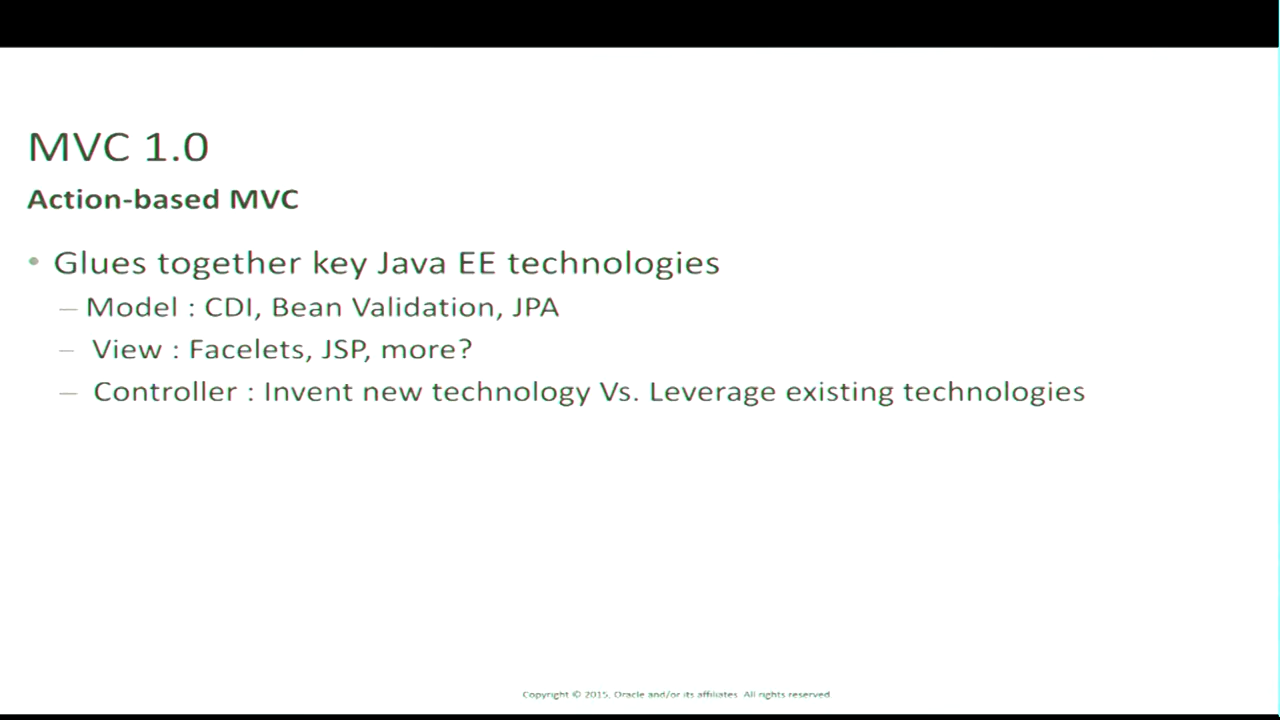 MVC 1.0
Action-based MVC
• Glues together key Java EE technologies
– Model : CDI, Bean Validation, JPA
– View : Facelets, JSP, more?
– Controller : Invent new technology Vs. Leverage existing technologies
Copyright © 2015, Oracle and/or its affiliates. All rights reserved.